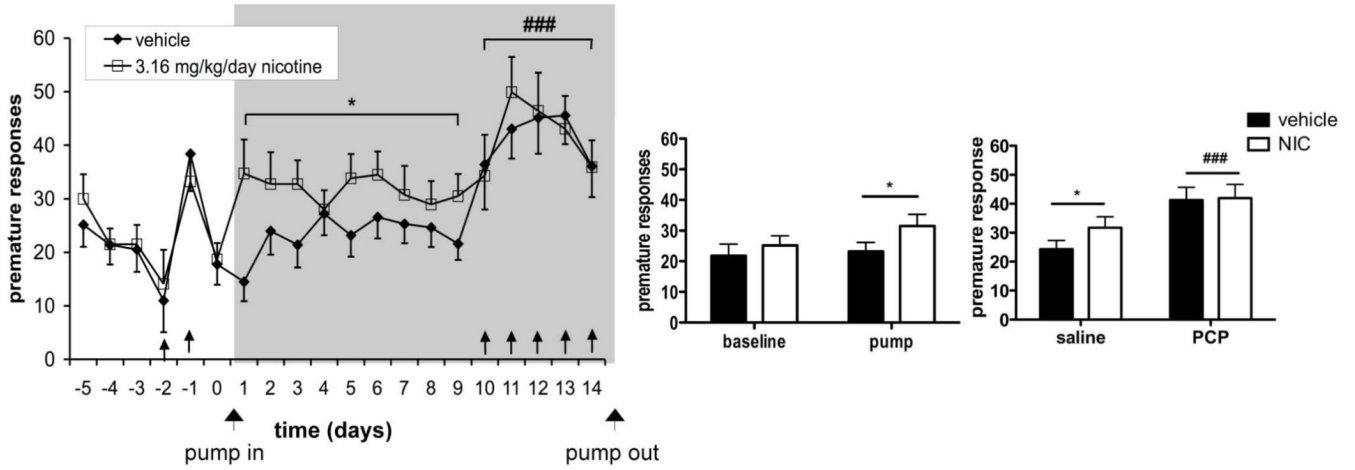 premature responses
60
50
40
30
20
10
0
vehicle
3.16 mg/kg/day nicotine
*
###
-5 -4 -3 -2 -1 0 1 2 3 4 5 6 7 8 9 10 11 12 13 14
time (days)
pump in
pump out
premature responses
60
50
40
30
20
10
0
*
baseline pump
premature response
60
50
40
30
20
10
0
*
###
saline PCP
vehicle
NIC